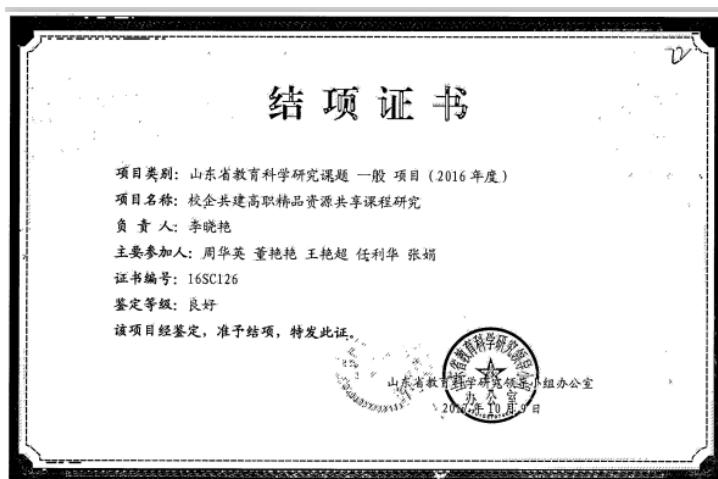 22
结项证书
项目类别：山东省教育科学研究课题 一般 项目（2016年度）
项目名称：校企共建高职精品资源共享课程研究
负责人：李晓艳
主要参加人：周华英 董艳艳 王艳超 任利华 张娟
证书编号：16SC126
鉴定等级：良好
该项目经鉴定，准予结项，特发此证。
山东省教育科学研究领导小组办公室
2017年10月9日